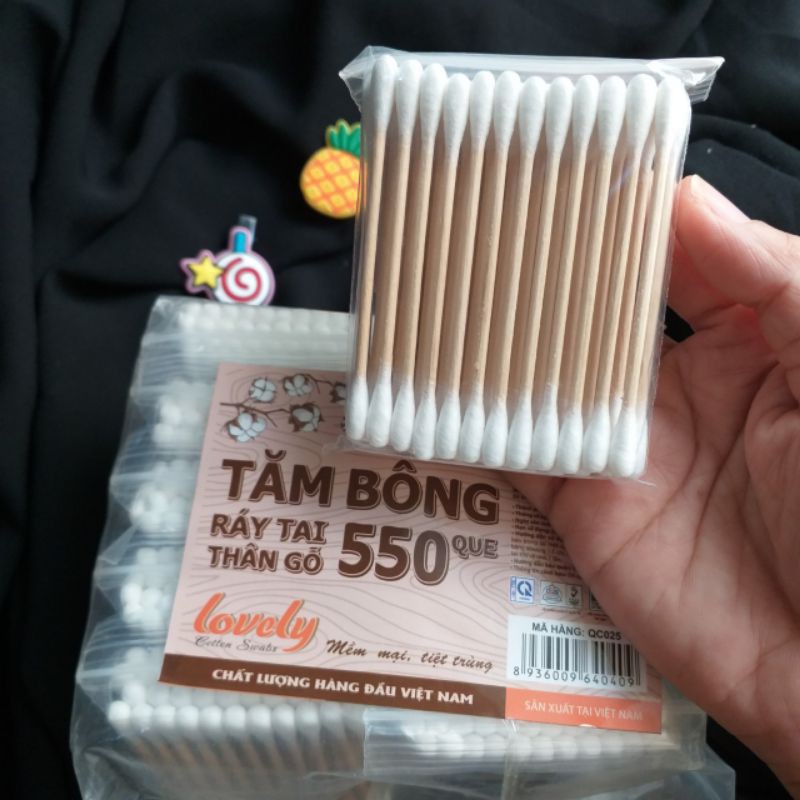 TĂM BÔNG
RÁY TAI
THÂN GỖ
550 QUE
Lovely
Cotton Swabs
Mềm mại, tiệt trùng
CHẤT LƯỢNG HÀNG ĐẦU VIỆT NAM
MÃ HÀNG: QC025
8 936009 640409
SẢN XUẤT TẠI VIỆT NAM